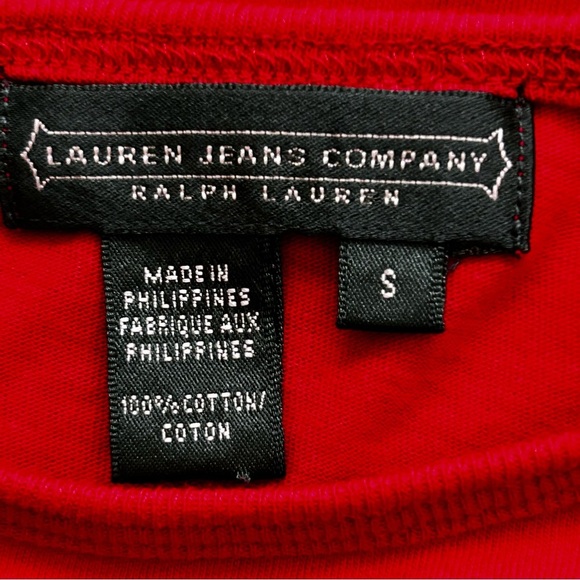 LAUREN JEANS COMPANY
RALPH LAUREN
S
MADE IN
PHILIPPINES
FABRIQUE AUX
PHILIPPINES
100% COTTON/
COTON